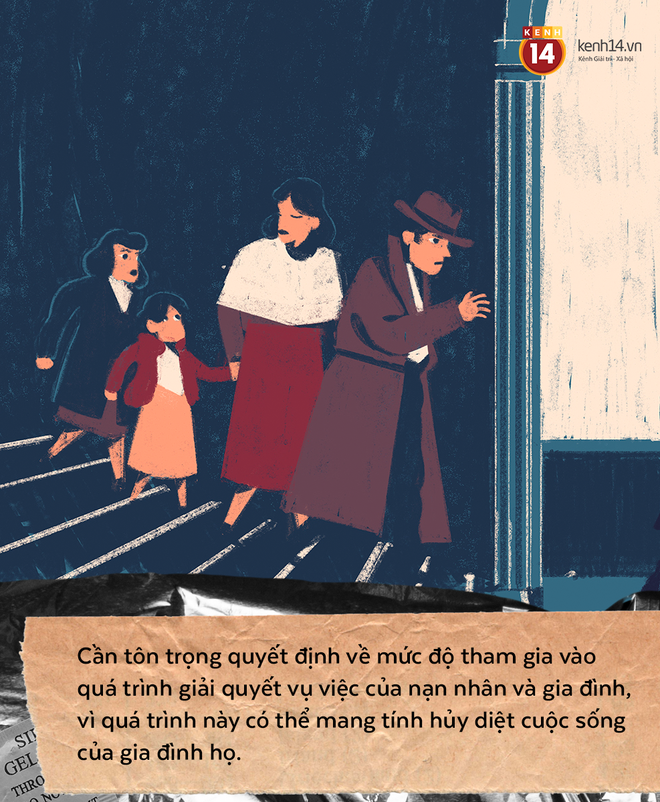 KENH
14
kenh14.vn
Kênh Giải trí - Xã hội
Cần tôn trọng quyết định về mức độ tham gia vào
quá trình giải quyết vụ việc của nạn nhân và gia đình,
vì quá trình này có thể mang tính hủy diệt cuộc sống
của gia đình họ.
GEL
THRO